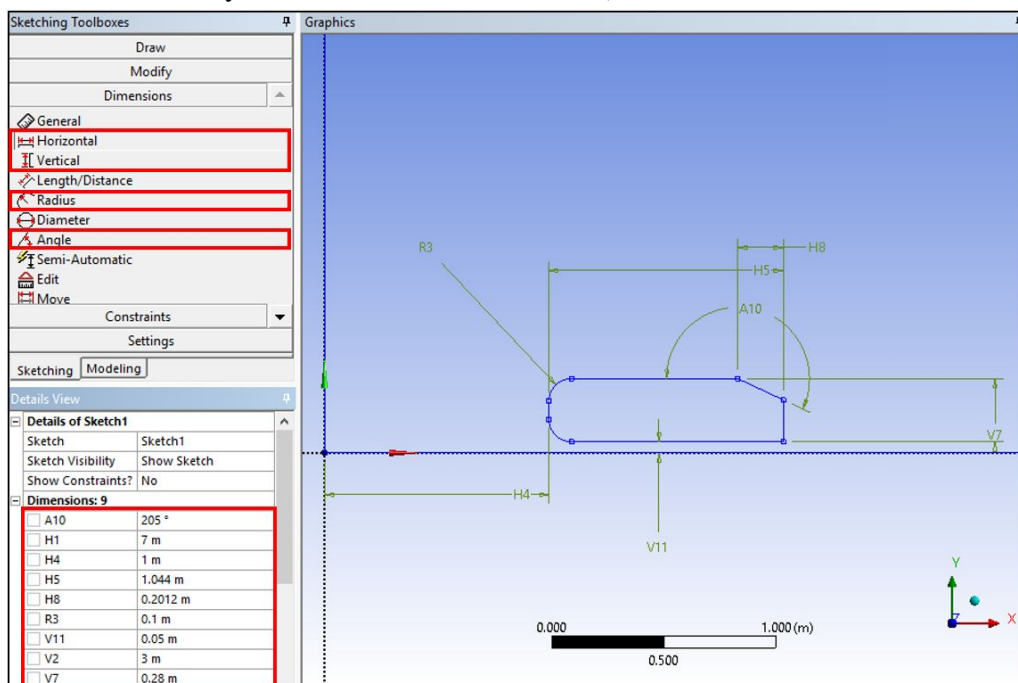 Sketching Toolboxes
Draw
Modify
Dimensions
General
Horizontal
Vertical
Length/Distance
Radius
Diameter
Angle
Semi-Automatic
Edit
Move
Constraints
Settings
Sketching Modeling
Details View
Details of Sketch1
Sketch Sketch1
Sketch Visibility Show Sketch
Show Constraints? No
Dimensions: 9
A10 205 °
H1 7 m
H4 1 m
H5 1.044 m
H8 0.2012 m
R3 0.1 m
V11 0.05 m
V2 3 m
V7 0.28 m
Graphics
R3
H8
H5
A10
V7
H4
V11
Y
Z
X
0.000 1.000 (m)
0.500